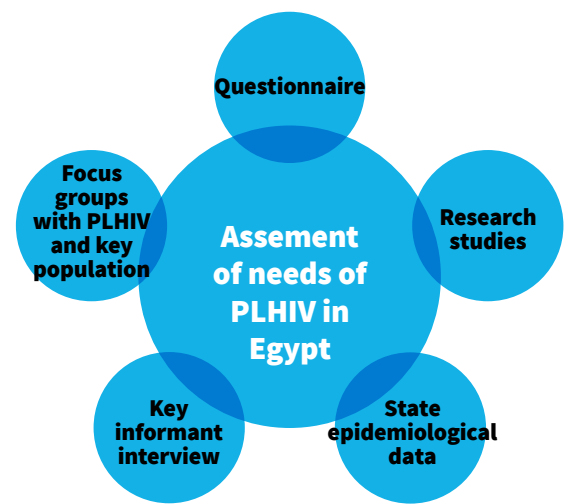 Questionnaire
Focus
groups
with PLHIV
and key
population
Research
studies
Assement
of needs of
PLHIV in
Egypt
Key
informant
interview
State
epidemiological
data